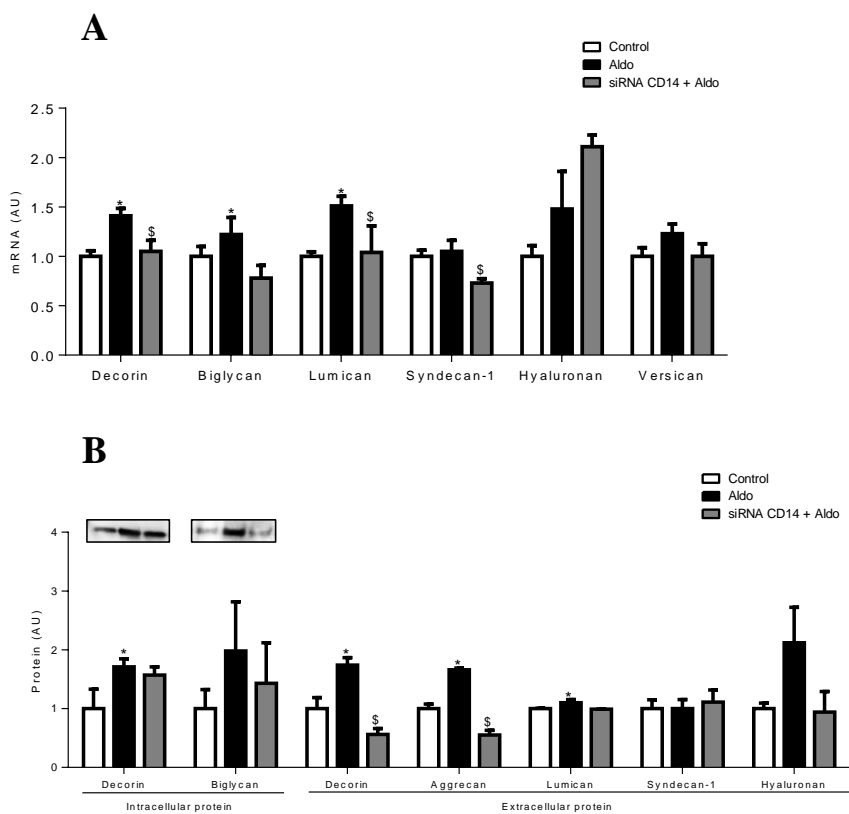 A
Control
Aldo
siRNA CD14 + Aldo
2.5
2.0
1.5
1.0
0.5
0.0
mRNA (AU)
* $ * * $ $
Decorin Biglycan Lumican Syndecan-1 Hyaluronan Versican
B
Control
Aldo
siRNA CD14 + Aldo
4
3
2
1
0
Protein (AU)
* * $ * $ *
Decorin Biglycan Decorin Aggrecan Lumican Syndecan-1 Hyaluronan
Intracellular protein Extracellular protein